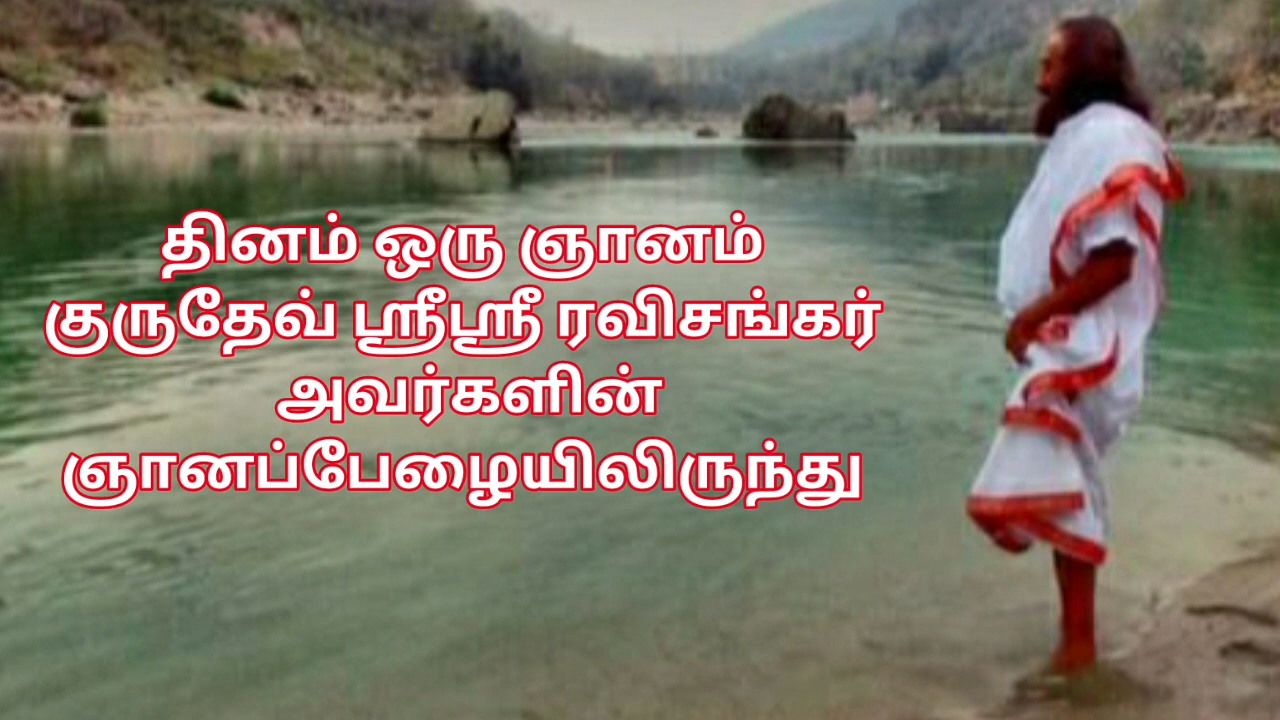 தினம் ஒரு ஞானம்
குருதேவ் ஸ்ரீஸ்ரீ ரவிசங்கர்
அவர்களின்
ஞானப்பேழையிலிருந்து